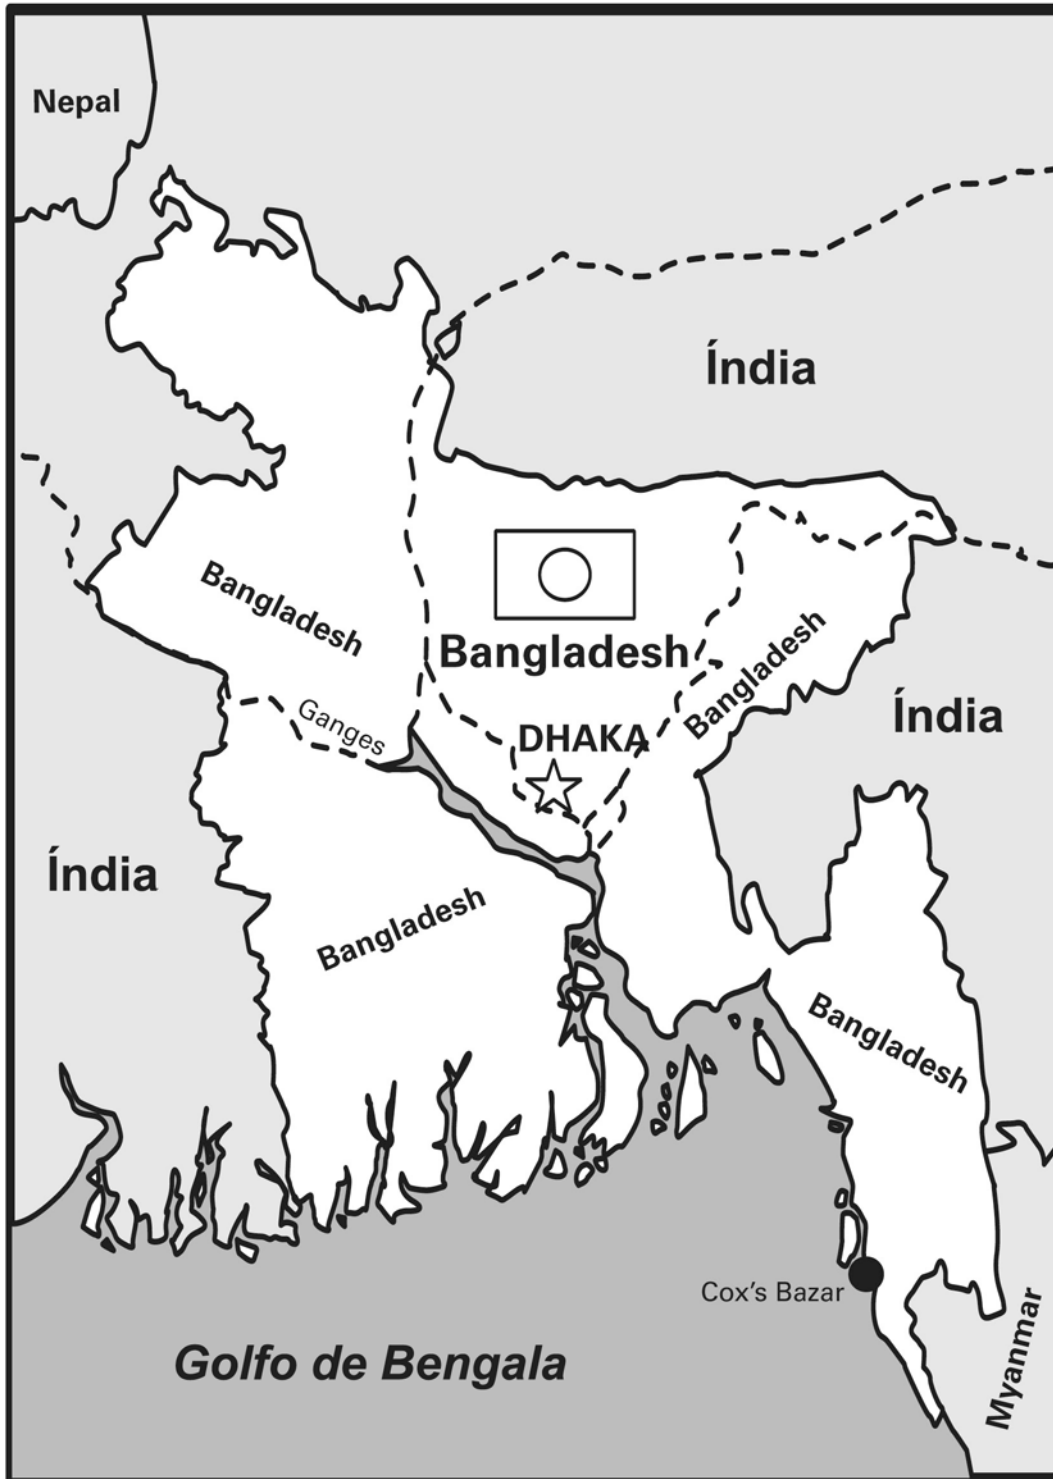 Nepal
Índia
Bangladesh
Bangladesh
Bangladesh
Ganges
DHAKA
Índia
Índia
Bangladesh
Bangladesh
Cox's Bazar
Myanmar
Golfo de Bengala